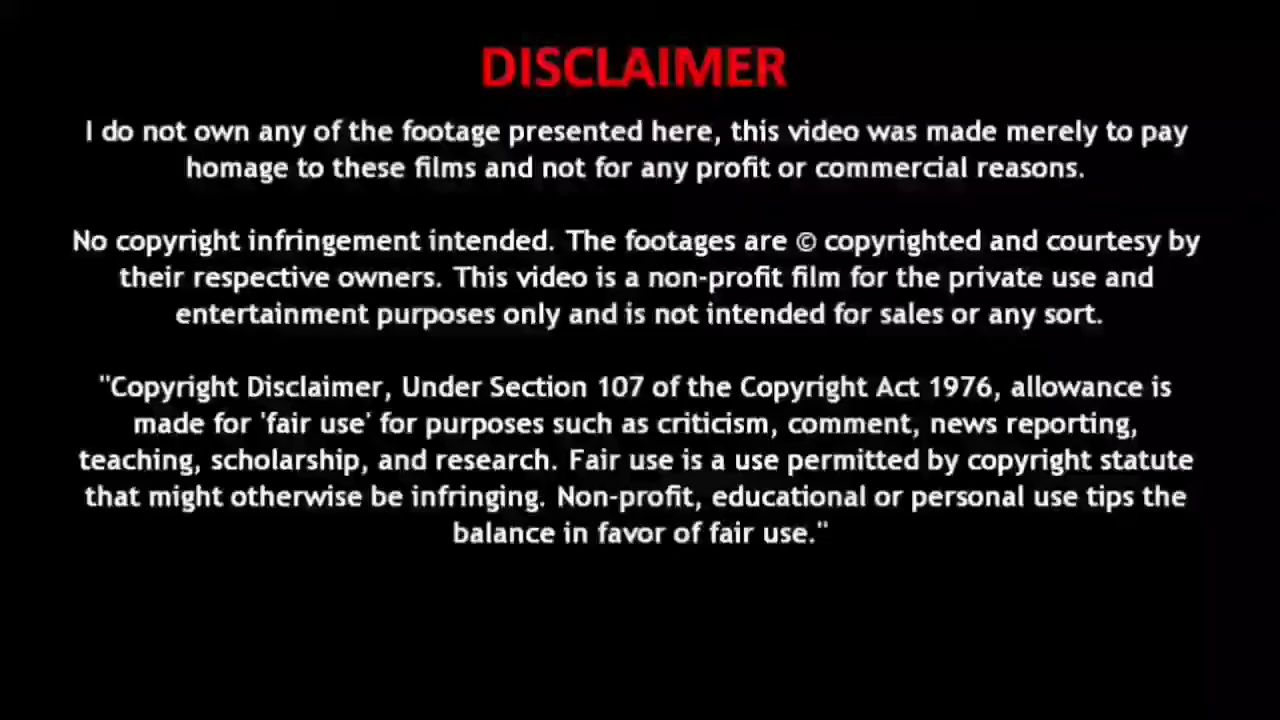 DISCLAIMER
I do not own any of the footage presented here, this video was made merely to pay
homage to these films and not for any profit or commercial reasons.
No copyright infringement intended. The footages are © copyrighted and courtesy by
their respective owners. This video is a non-profit film for the private use and
entertainment purposes only and is not intended for sales or any sort.
"Copyright Disclaimer, Under Section 107 of the Copyright Act 1976, allowance is
made for 'fair use' for purposes such as criticism, comment, news reporting,
teaching, scholarship, and research. Fair use is a use permitted by copyright statute
that might otherwise be infringing. Non-profit, educational or personal use tips the
balance in favor of fair use."